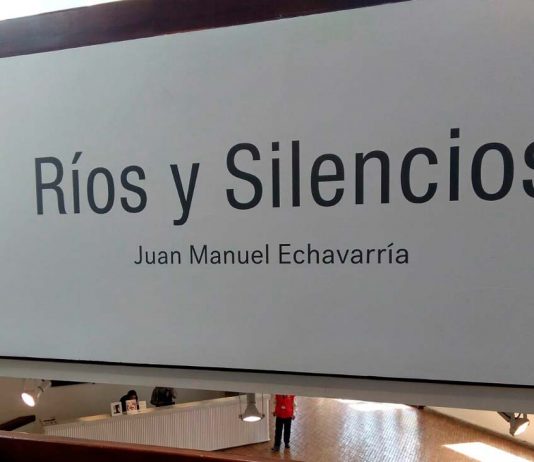 Ríos y Silencios
Juan Manuel Echavarría